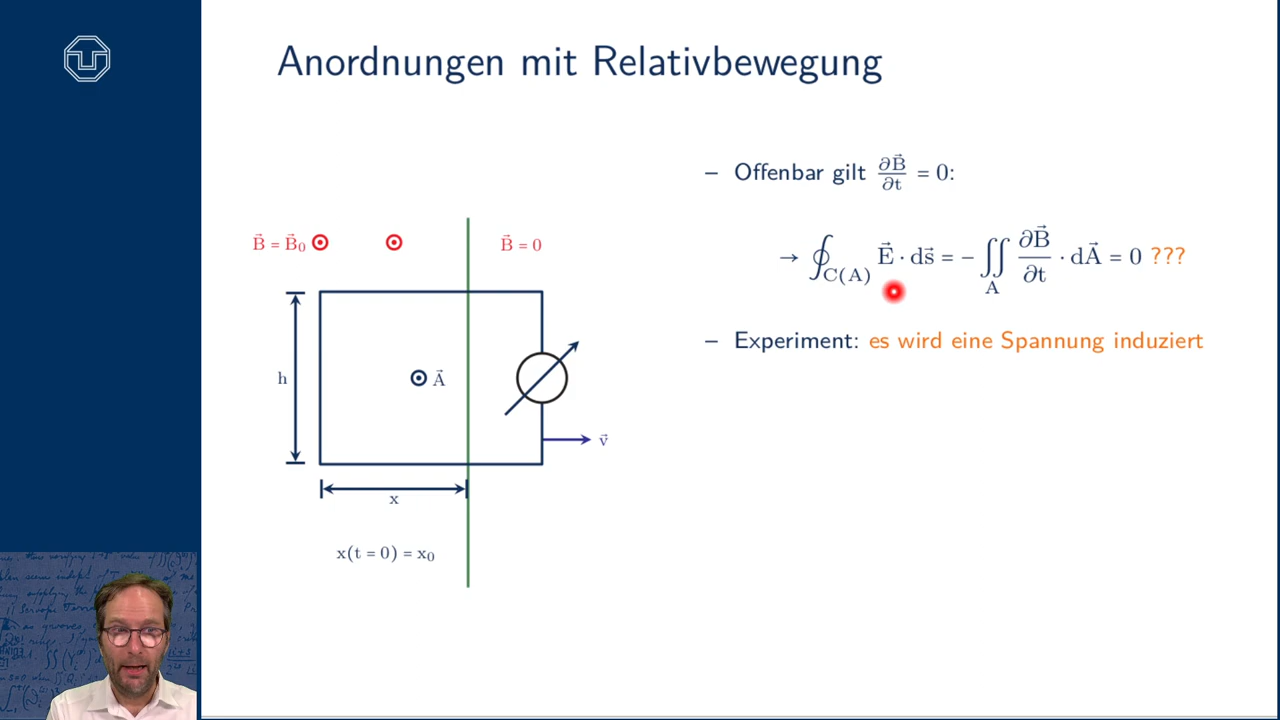 Anordnungen mit Relativbewegung
– Offenbar gilt ∂B⃗/∂t = 0:
→ ∮C(A) E⃗ · ds⃗ = − ∬A ∂B⃗/∂t · dA⃗ = 0 ???
– Experiment: es wird eine Spannung induziert
B⃗ = B⃗₀
B⃗ = 0
h
A⃗
v⃗
x
x(t = 0) = x₀